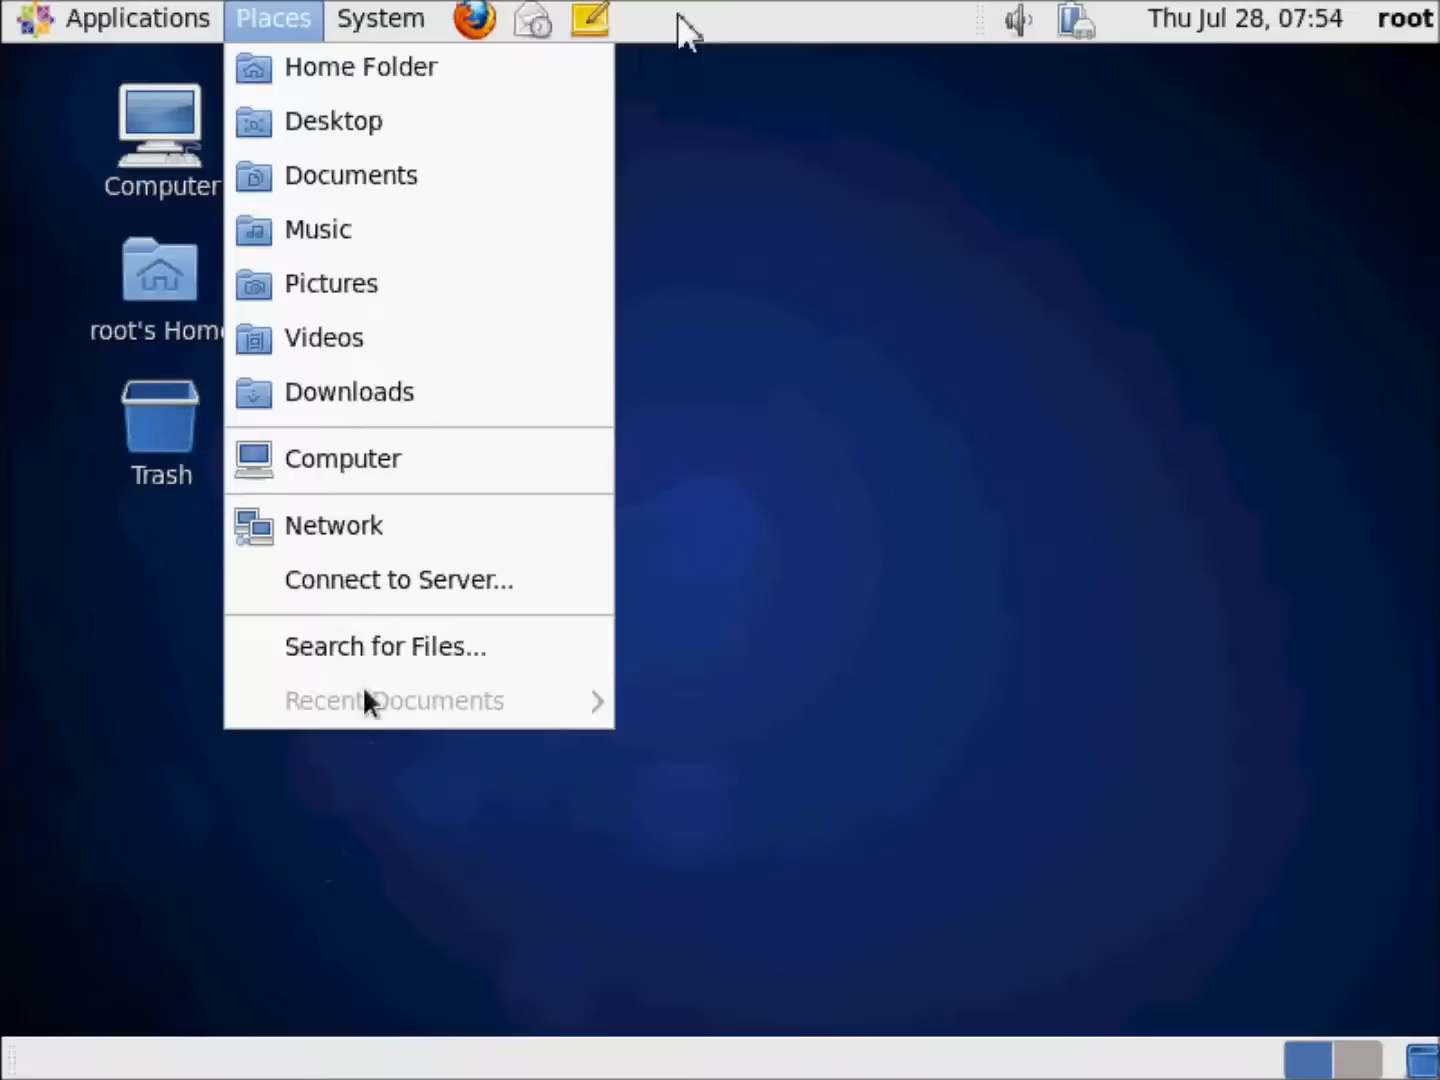 Applications Places System Thu Jul 28, 07:54 root
Home Folder
Desktop
Documents
Music
Pictures
Videos
Downloads
Computer
Network
Connect to Server...
Search for Files...
Recent Documents
Computer
root's Home
Trash